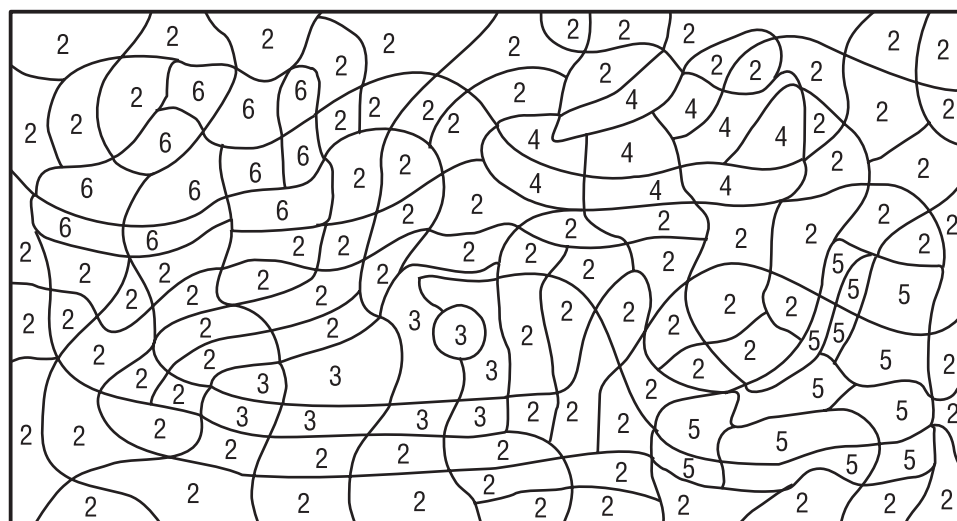 2 2 2 2 2 2 2 2 2 2
2 2 2 2 2
2 6 6 6 2 4 4 2 2
2 2 6 2 2 2 2 4 4 2 2
6 6 4 4 2 2
6 6 6 2 2 4 4 4
6 6 2 2 2 2 2 2 2 2
2 2 2 2 2 2 2 5
2 2 2 2 2 2 5 5
2 2 2 2 3 3 2 2 2 2 2 2 5 5
2 2 2 3 3 3 2 2 5 2
2 2 3 3 3 3 2 2 2 5 5 5 2
2 2 2 2 2 2 2 2 5 5 5 5
2 2 2 2 2 2 2 2 2 2 2